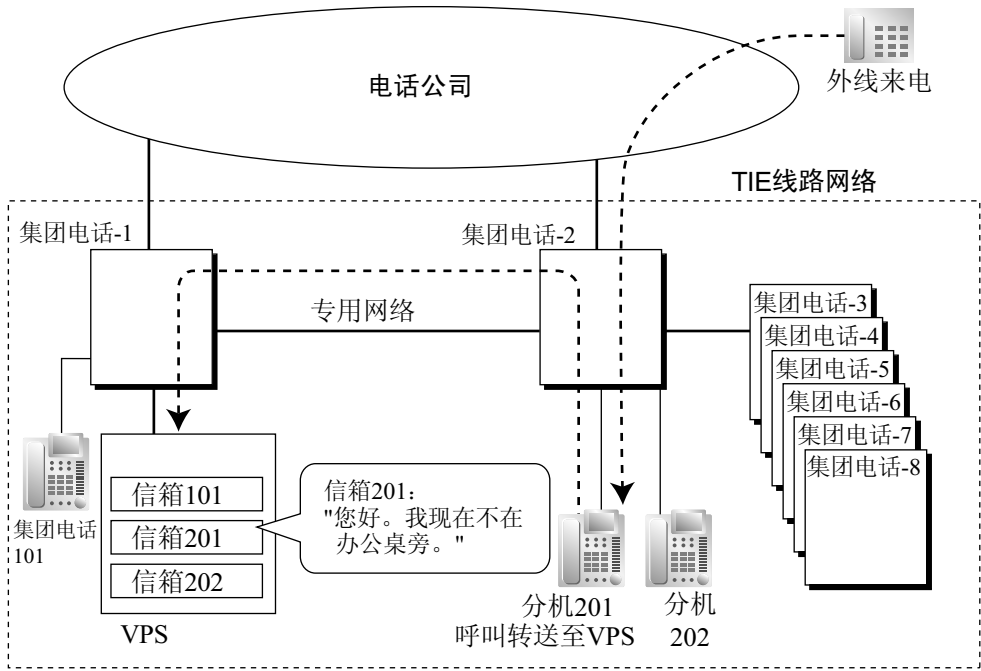 电话公司
外线来电
TIE线路网络
集团电话-1
集团电话-2
专用网络
集团电话-3
集团电话-4
集团电话-5
集团电话-6
集团电话-7
集团电话-8
集团电话
101
信箱101
信箱201
信箱202
VPS
信箱201：
"您好。我现在不在
办公桌旁。"
分机201
呼叫转送至VPS
分机
202